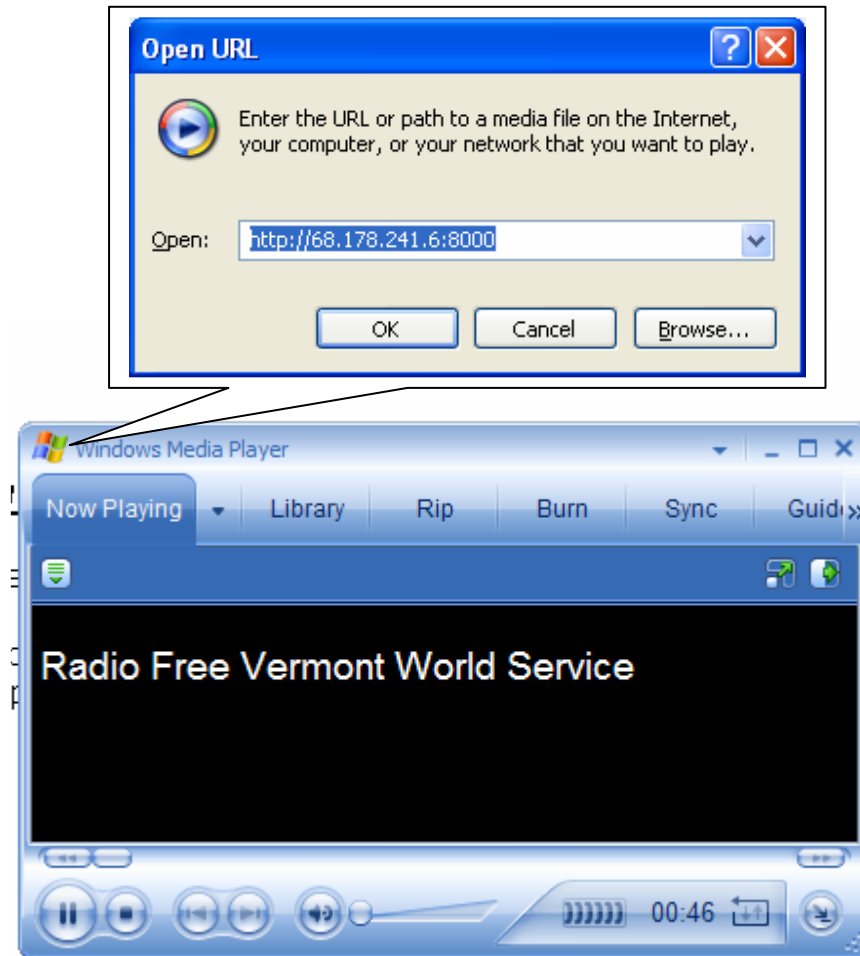 Open URL
Enter the URL or path to a media file on the Internet,
your computer, or your network that you want to play.
Open: http://68.178.241.6:8000
OK Cancel Browse...
Windows Media Player
Now Playing Library Rip Burn Sync Guide
Radio Free Vermont World Service
00:46